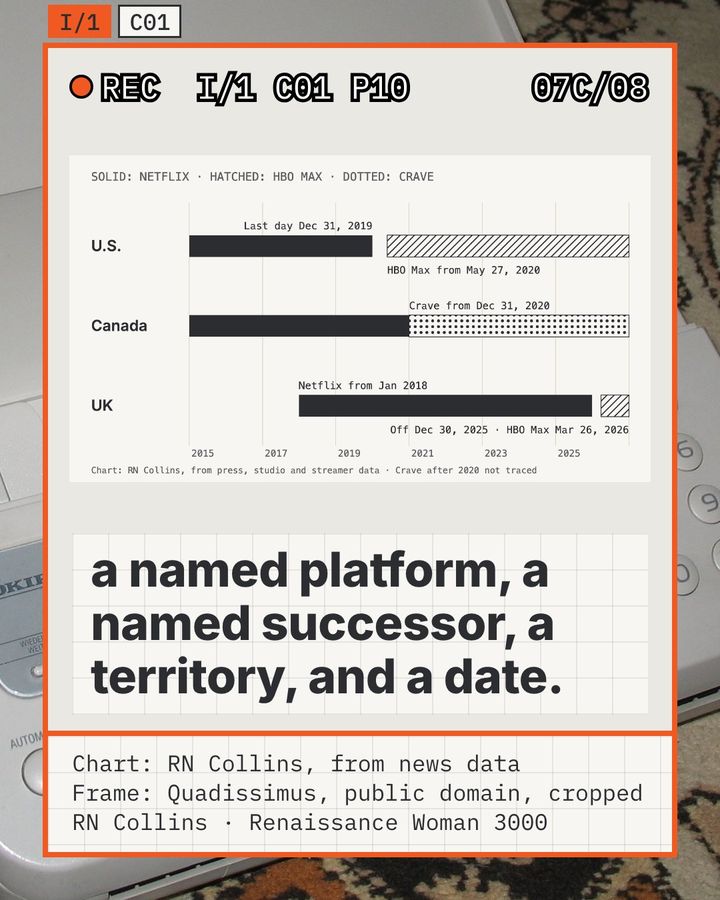 I/1 C01
REC I/1 C01 P10 07C/08
SOLID: NETFLIX · HATCHED: HBO MAX · DOTTED: CRAVE
Last day Dec 31, 2019
U.S.
HBO Max from May 27, 2020
Crave from Dec 31, 2020
Canada
Netflix from Jan 2018
UK
Off Dec 30, 2025 · HBO Max Mar 26, 2026
2015 2017 2019 2021 2023 2025
Chart: RN Collins, from press, studio and streamer data · Crave after 2020 not traced
a named platform, a
named successor, a
territory, and a date.
Chart: RN Collins, from news data
Frame: Quadissimus, public domain, cropped
RN Collins · Renaissance Woman 3000
6
9
0